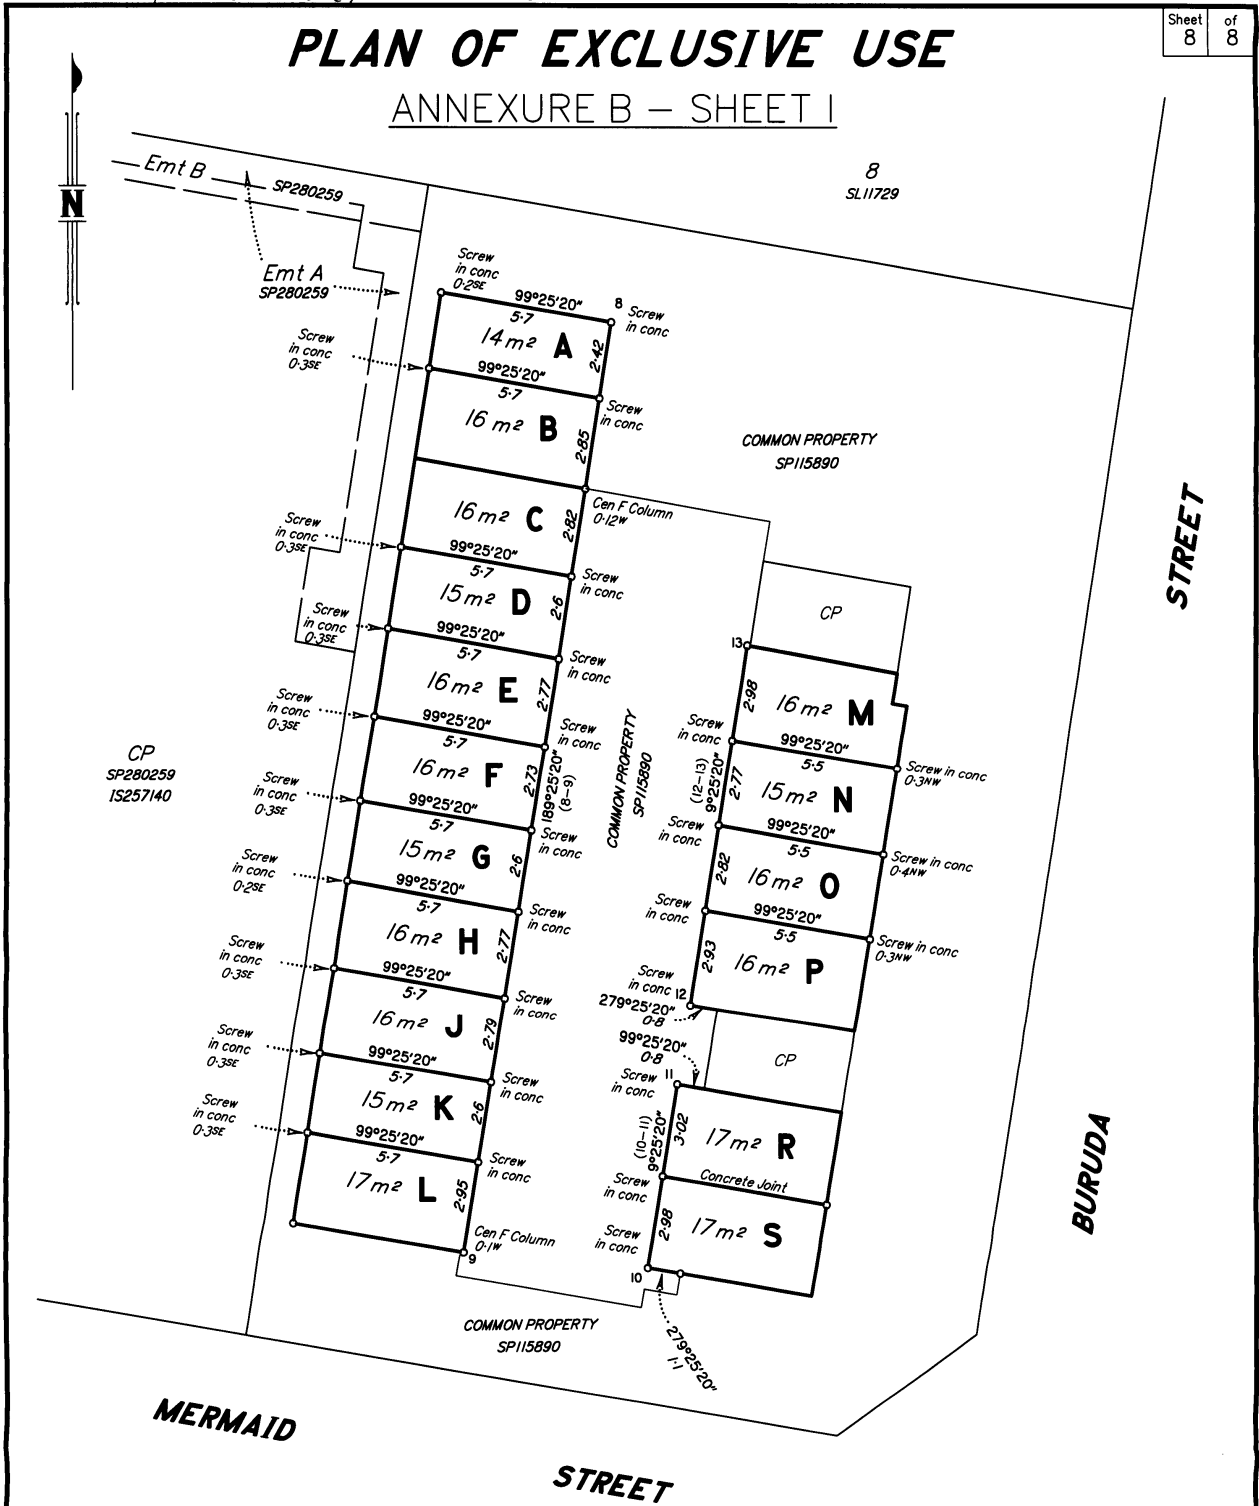 Sheet 8 of 8
PLAN OF EXCLUSIVE USE
ANNEXURE B – SHEET 1
N
Emt B
SP280259
Emt A
SP280259
8
SL11729
Screw
in conc
0·2SE
99°25'20"
5·7
8
Screw
in conc
14m² A
2·42
Screw
in conc
0·3SE
99°25'20"
5·7
Screw
in conc
16m² B
2·85
COMMON PROPERTY
SP115890
Cen F Column
0·12W
16m² C
2·82
Screw
in conc
0·3SE
99°25'20"
5·7
Screw
in conc
15m² D
2·6
Screw
in conc
0·3SE
99°25'20"
5·7
Screw
in conc
16m² E
2·77
Screw
in conc
0·3SE
99°25'20"
5·7
Screw
in conc
16m² F
2·73
189°25'20"
(8–9)
Screw
in conc
0·3SE
99°25'20"
5·7
Screw
in conc
15m² G
2·6
Screw
in conc
0·2SE
99°25'20"
5·7
Screw
in conc
16m² H
2·77
Screw
in conc
0·3SE
99°25'20"
5·7
Screw
in conc
16m² J
2·79
Screw
in conc
0·3SE
99°25'20"
5·7
Screw
in conc
15m² K
2·6
Screw
in conc
0·3SE
99°25'20"
5·7
Screw
in conc
17m² L
2·95
Cen F Column
0·1W
9
CP
SP280259
IS257140
COMMON PROPERTY
SP115890
CP
13
16m² M
2·98
Screw
in conc
99°25'20"
5·5
Screw in conc
0·3NW
(12–13)
9°25'20"
2·77
15m² N
Screw
in conc
99°25'20"
5·5
Screw in conc
0·4NW
2·82
16m² O
Screw
in conc
99°25'20"
5·5
Screw in conc
0·3NW
2·93
16m² P
Screw
in conc
12
279°25'20"
0·8
99°25'20"
0·8
CP
Screw
in conc
11
(10–11)
9°25'20"
3·02
17m² R
Concrete Joint
Screw
in conc
2·98
17m² S
Screw
in conc
10
279°25'20"
1·1
COMMON PROPERTY
SP115890
STREET
BURUDA
MERMAID
STREET